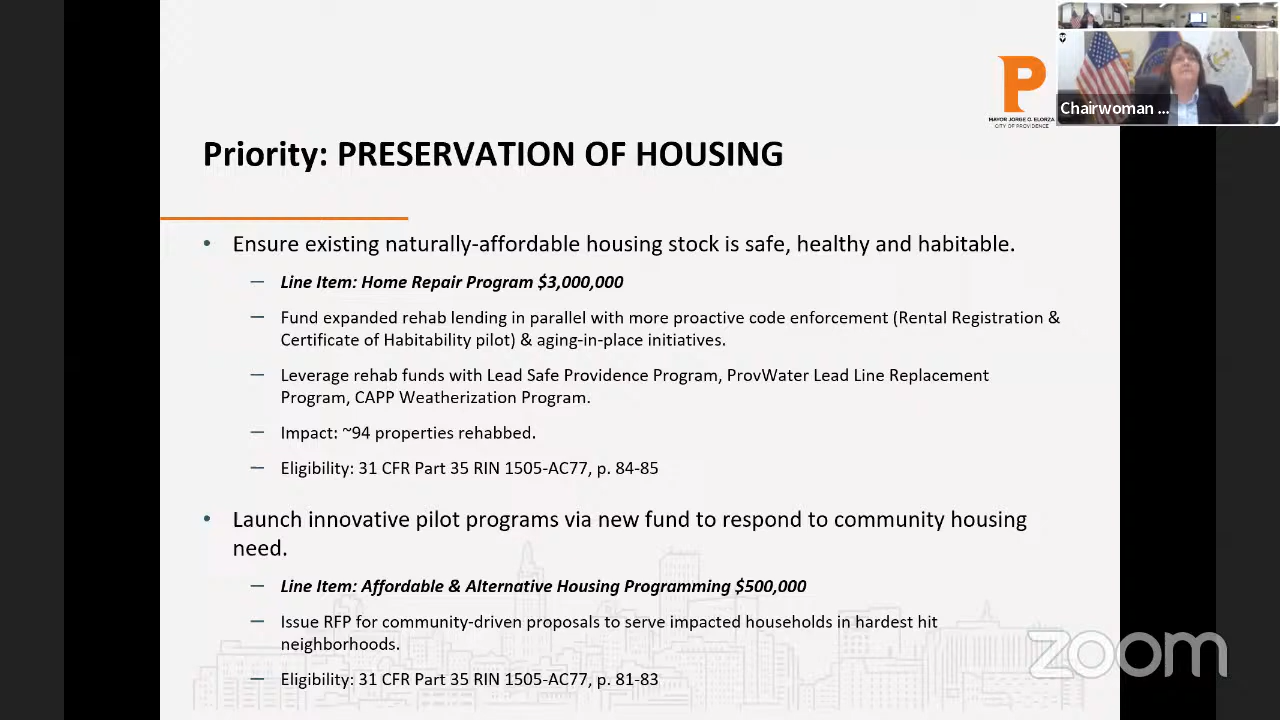 P
MAYOR JORGE O. ELORZA
CITY OF PROVIDENCE
Chairwoman ...
Priority: PRESERVATION OF HOUSING
• Ensure existing naturally-affordable housing stock is safe, healthy and habitable.
— Line Item: Home Repair Program $3,000,000
— Fund expanded rehab lending in parallel with more proactive code enforcement (Rental Registration &
Certificate of Habitability pilot) & aging-in-place initiatives.
— Leverage rehab funds with Lead Safe Providence Program, ProvWater Lead Line Replacement
Program, CAPP Weatherization Program.
— Impact: ~94 properties rehabbed.
— Eligibility: 31 CFR Part 35 RIN 1505-AC77, p. 84-85
• Launch innovative pilot programs via new fund to respond to community housing
need.
— Line Item: Affordable & Alternative Housing Programming $500,000
— Issue RFP for community-driven proposals to serve impacted households in hardest hit
neighborhoods.
— Eligibility: 31 CFR Part 35 RIN 1505-AC77, p. 81-83
zoom